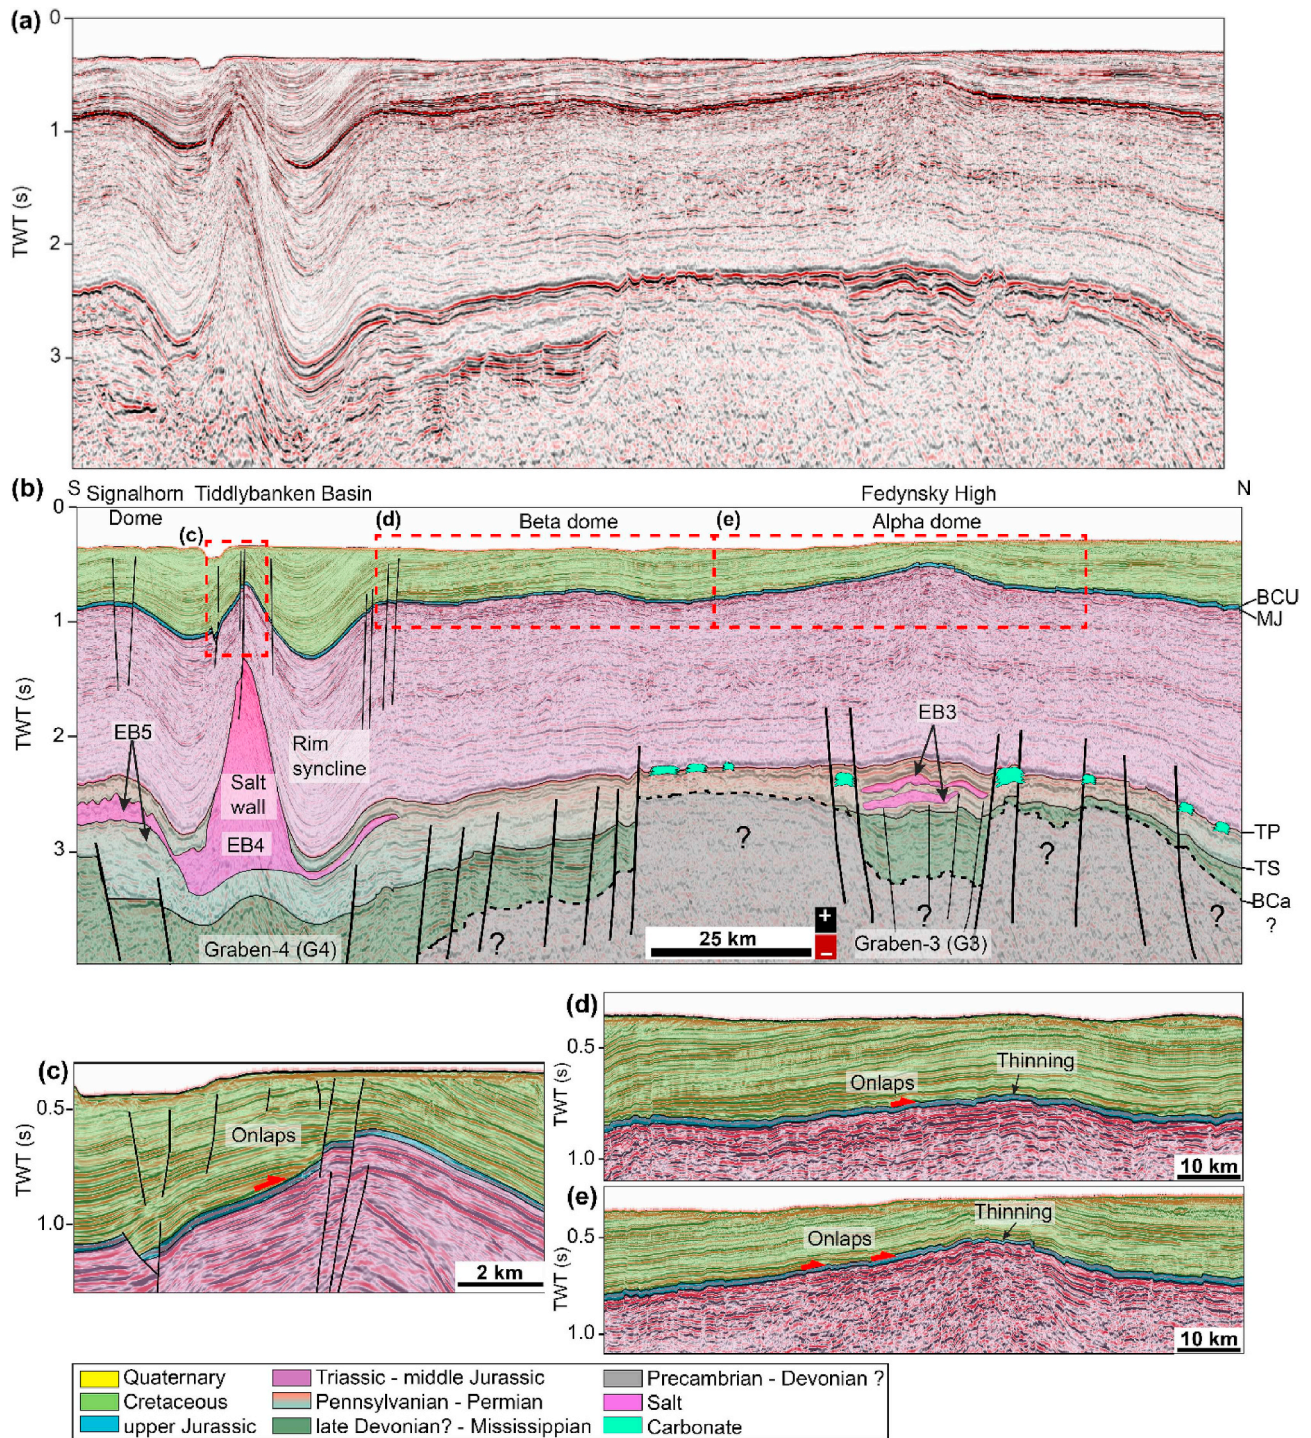 (a)
0
1
2
3
TWT (s)
(b)
S
Signalhorn
Dome
Tiddlybanken Basin
Fedynsky High
N
(c)
(d)
Beta dome
(e)
Alpha dome
0
1
2
3
TWT (s)
BCU
MJ
EB5
Rim
syncline
EB3
Salt
wall
EB4
TP
TS
BCa
?
?
?
?
?
Graben-4 (G4)
?
25 km
+
–
Graben-3 (G3)
(c)
0.5
1.0
TWT (s)
Onlaps
2 km
(d)
0.5
1.0
TWT (s)
Onlaps
Thinning
10 km
(e)
0.5
1.0
TWT (s)
Onlaps
Thinning
10 km
Quaternary
Cretaceous
upper Jurassic
Triassic - middle Jurassic
Pennsylvanian - Permian
late Devonian? - Mississippian
Precambrian - Devonian ?
Salt
Carbonate